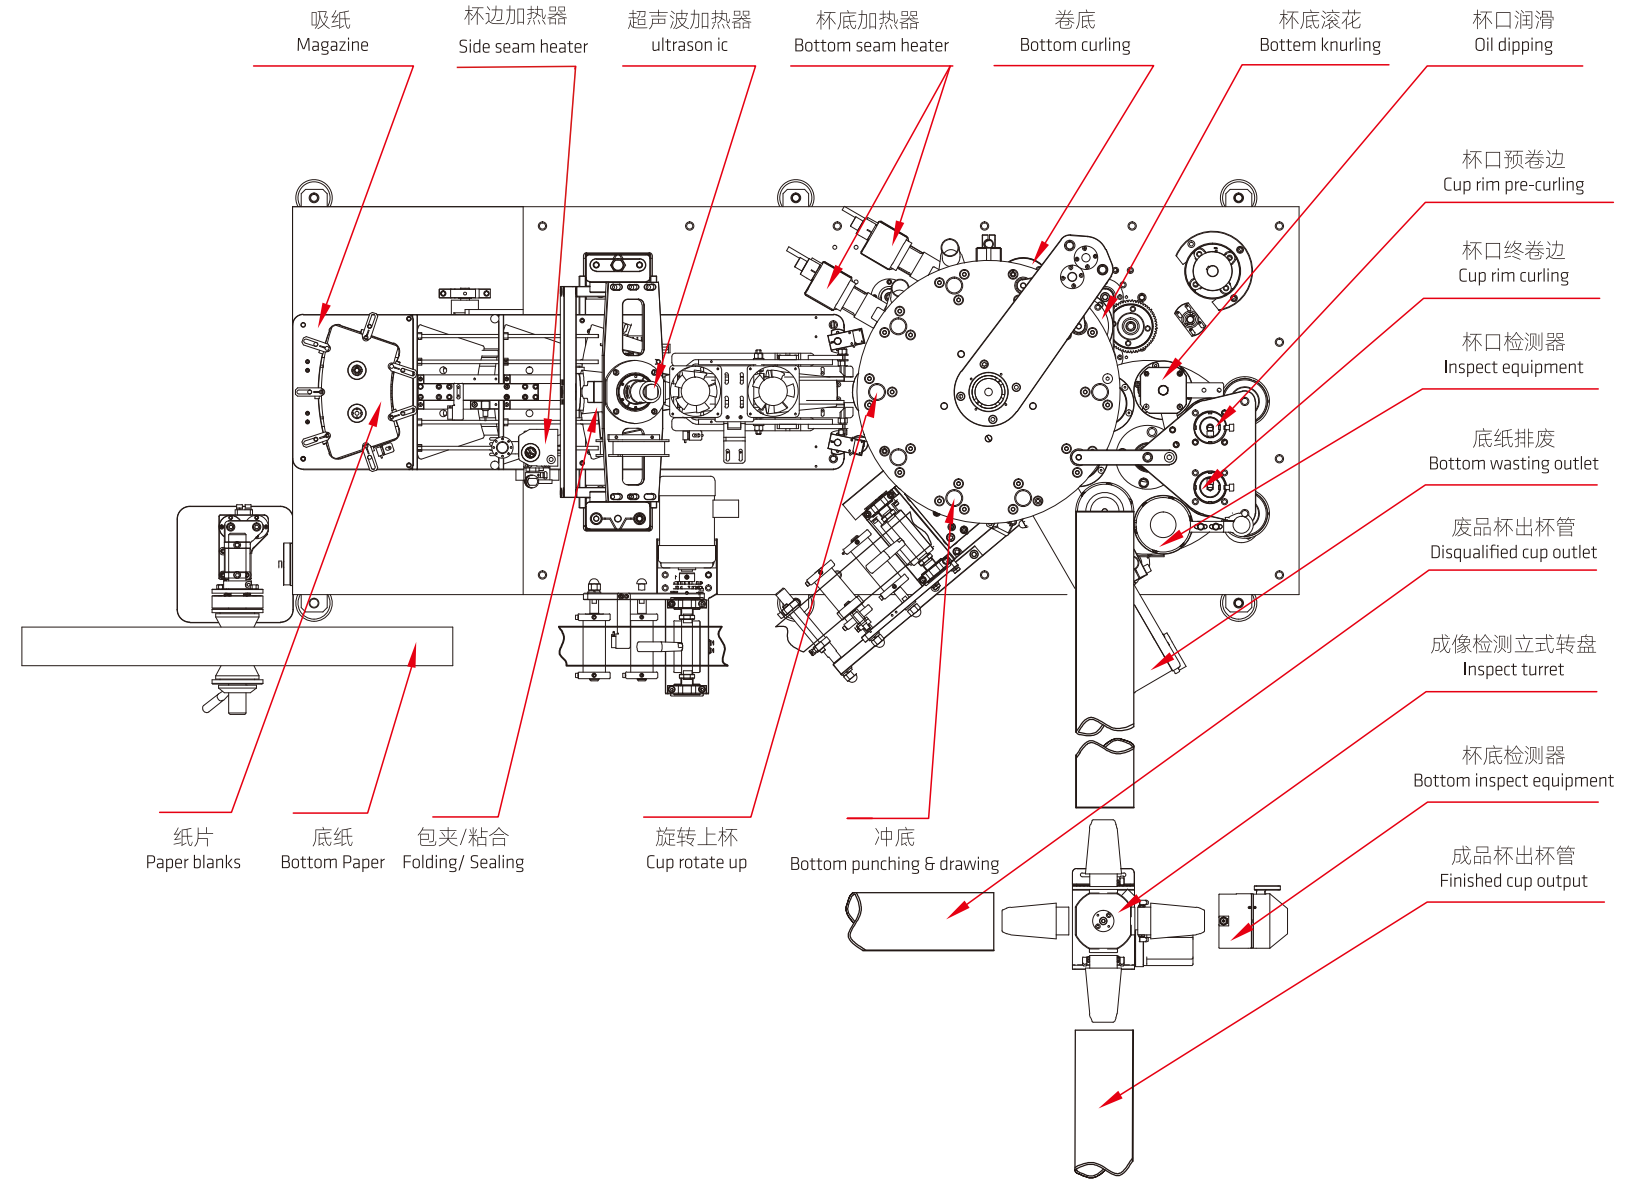 吸纸
Magazine
杯边加热器
Side seam heater
超声波加热器
ultrason ic
杯底加热器
Bottom seam heater
卷底
Bottom curling
杯底滚花
Bottem knurling
杯口润滑
Oil dipping
杯口预卷边
Cup rim pre-curling
杯口终卷边
Cup rim curling
杯口检测器
Inspect equipment
底纸排废
Bottom wasting outlet
废品杯出杯管
Disqualified cup outlet
成像检测立式转盘
Inspect turret
杯底检测器
Bottom inspect equipment
成品杯出杯管
Finished cup output
纸片
Paper blanks
底纸
Bottom Paper
包夹/粘合
Folding/ Sealing
旋转上杯
Cup rotate up
冲底
Bottom punching & drawing